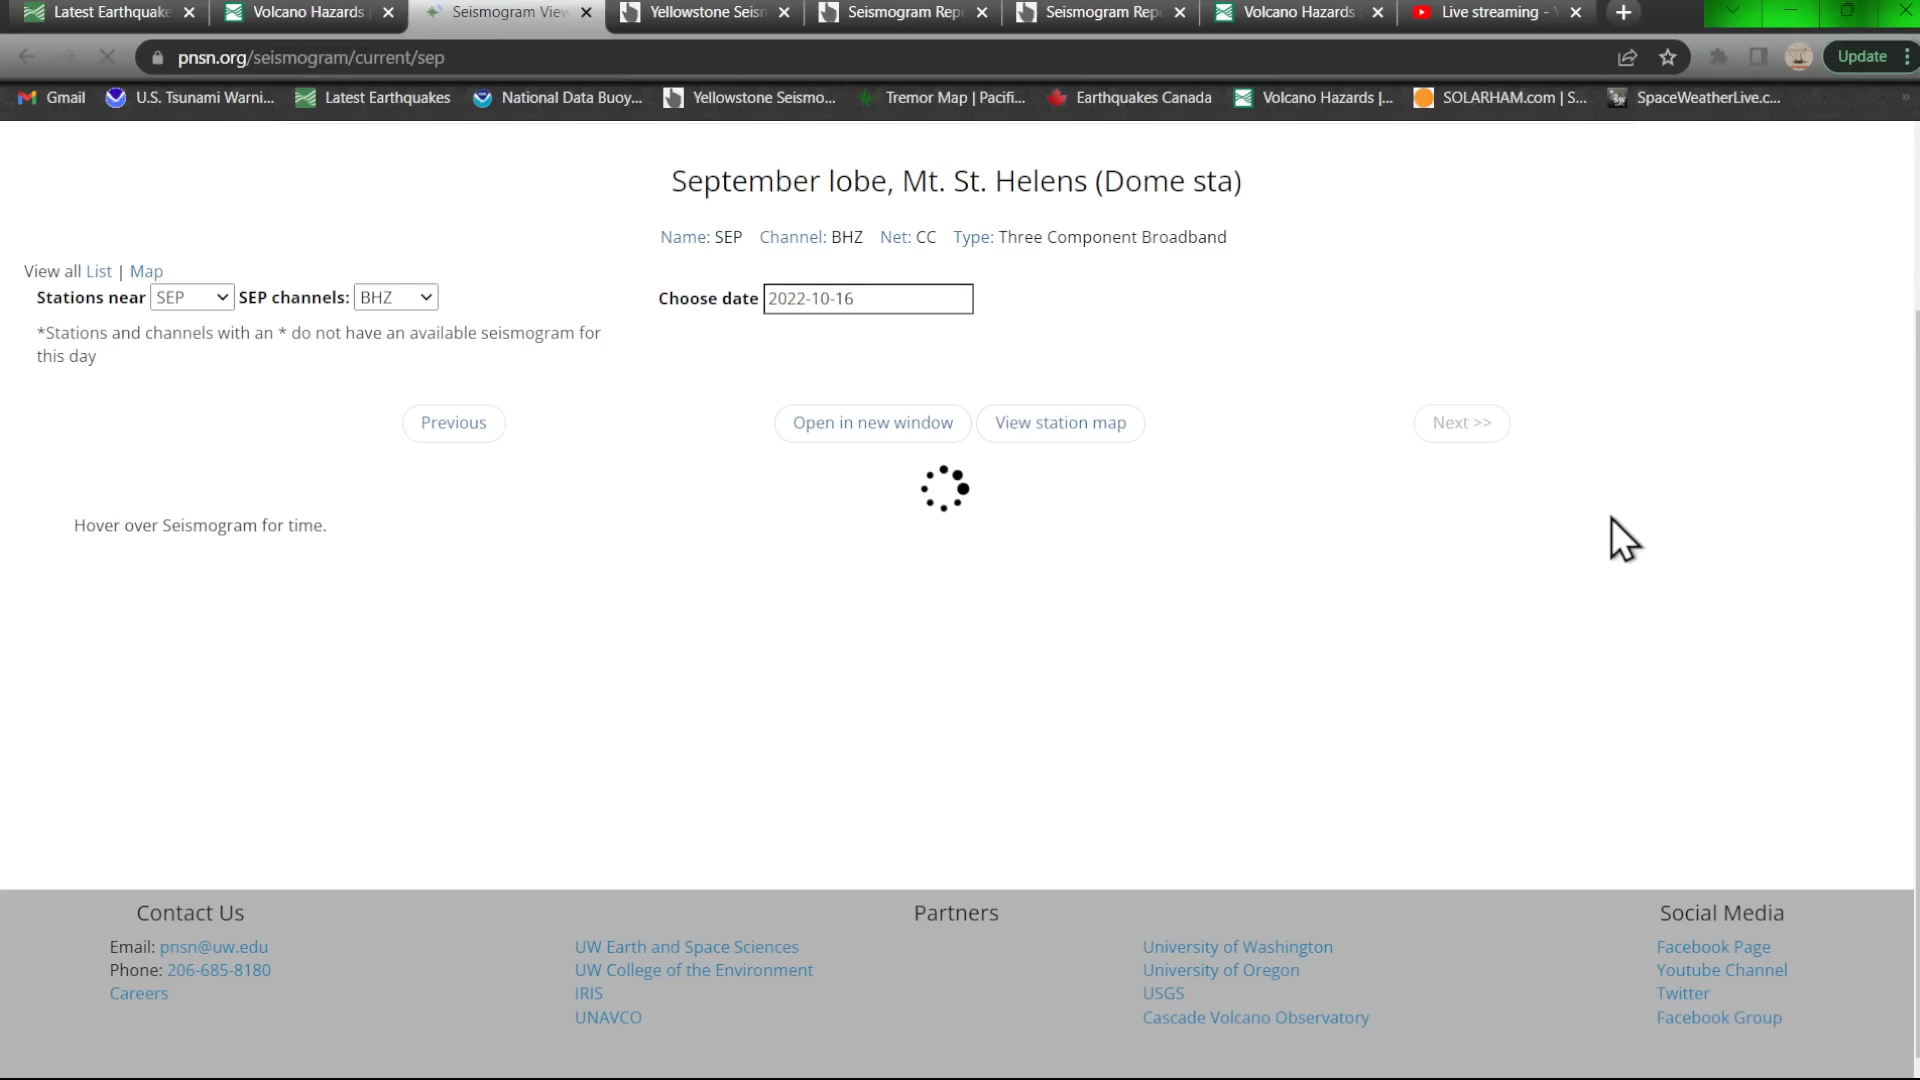 Latest Earthquake
Volcano Hazards
Seismogram View
Yellowstone Seis
Seismogram Rep
Seismogram Rep
Volcano Hazards
Live streaming -
pnsn.org/seismogram/current/sep
Update
Gmail
U.S. Tsunami Warni...
Latest Earthquakes
National Data Buoy...
Yellowstone Seismo...
Tremor Map | Pacifi...
Earthquakes Canada
Volcano Hazards |...
SOLARHAM.com | S...
SpaceWeatherLive.c...
September lobe, Mt. St. Helens (Dome sta)
Name: SEP Channel: BHZ Net: CC Type: Three Component Broadband
View all List | Map
Stations near SEP SEP channels: BHZ
Choose date 2022-10-16
*Stations and channels with an * do not have an available seismogram for
this day
Previous
Open in new window
View station map
Next >>
Hover over Seismogram for time.
Contact Us
Email: pnsn@uw.edu
Phone: 206-685-8180
Careers
Partners
UW Earth and Space Sciences
UW College of the Environment
IRIS
UNAVCO
University of Washington
University of Oregon
USGS
Cascade Volcano Observatory
Social Media
Facebook Page
Youtube Channel
Twitter
Facebook Group